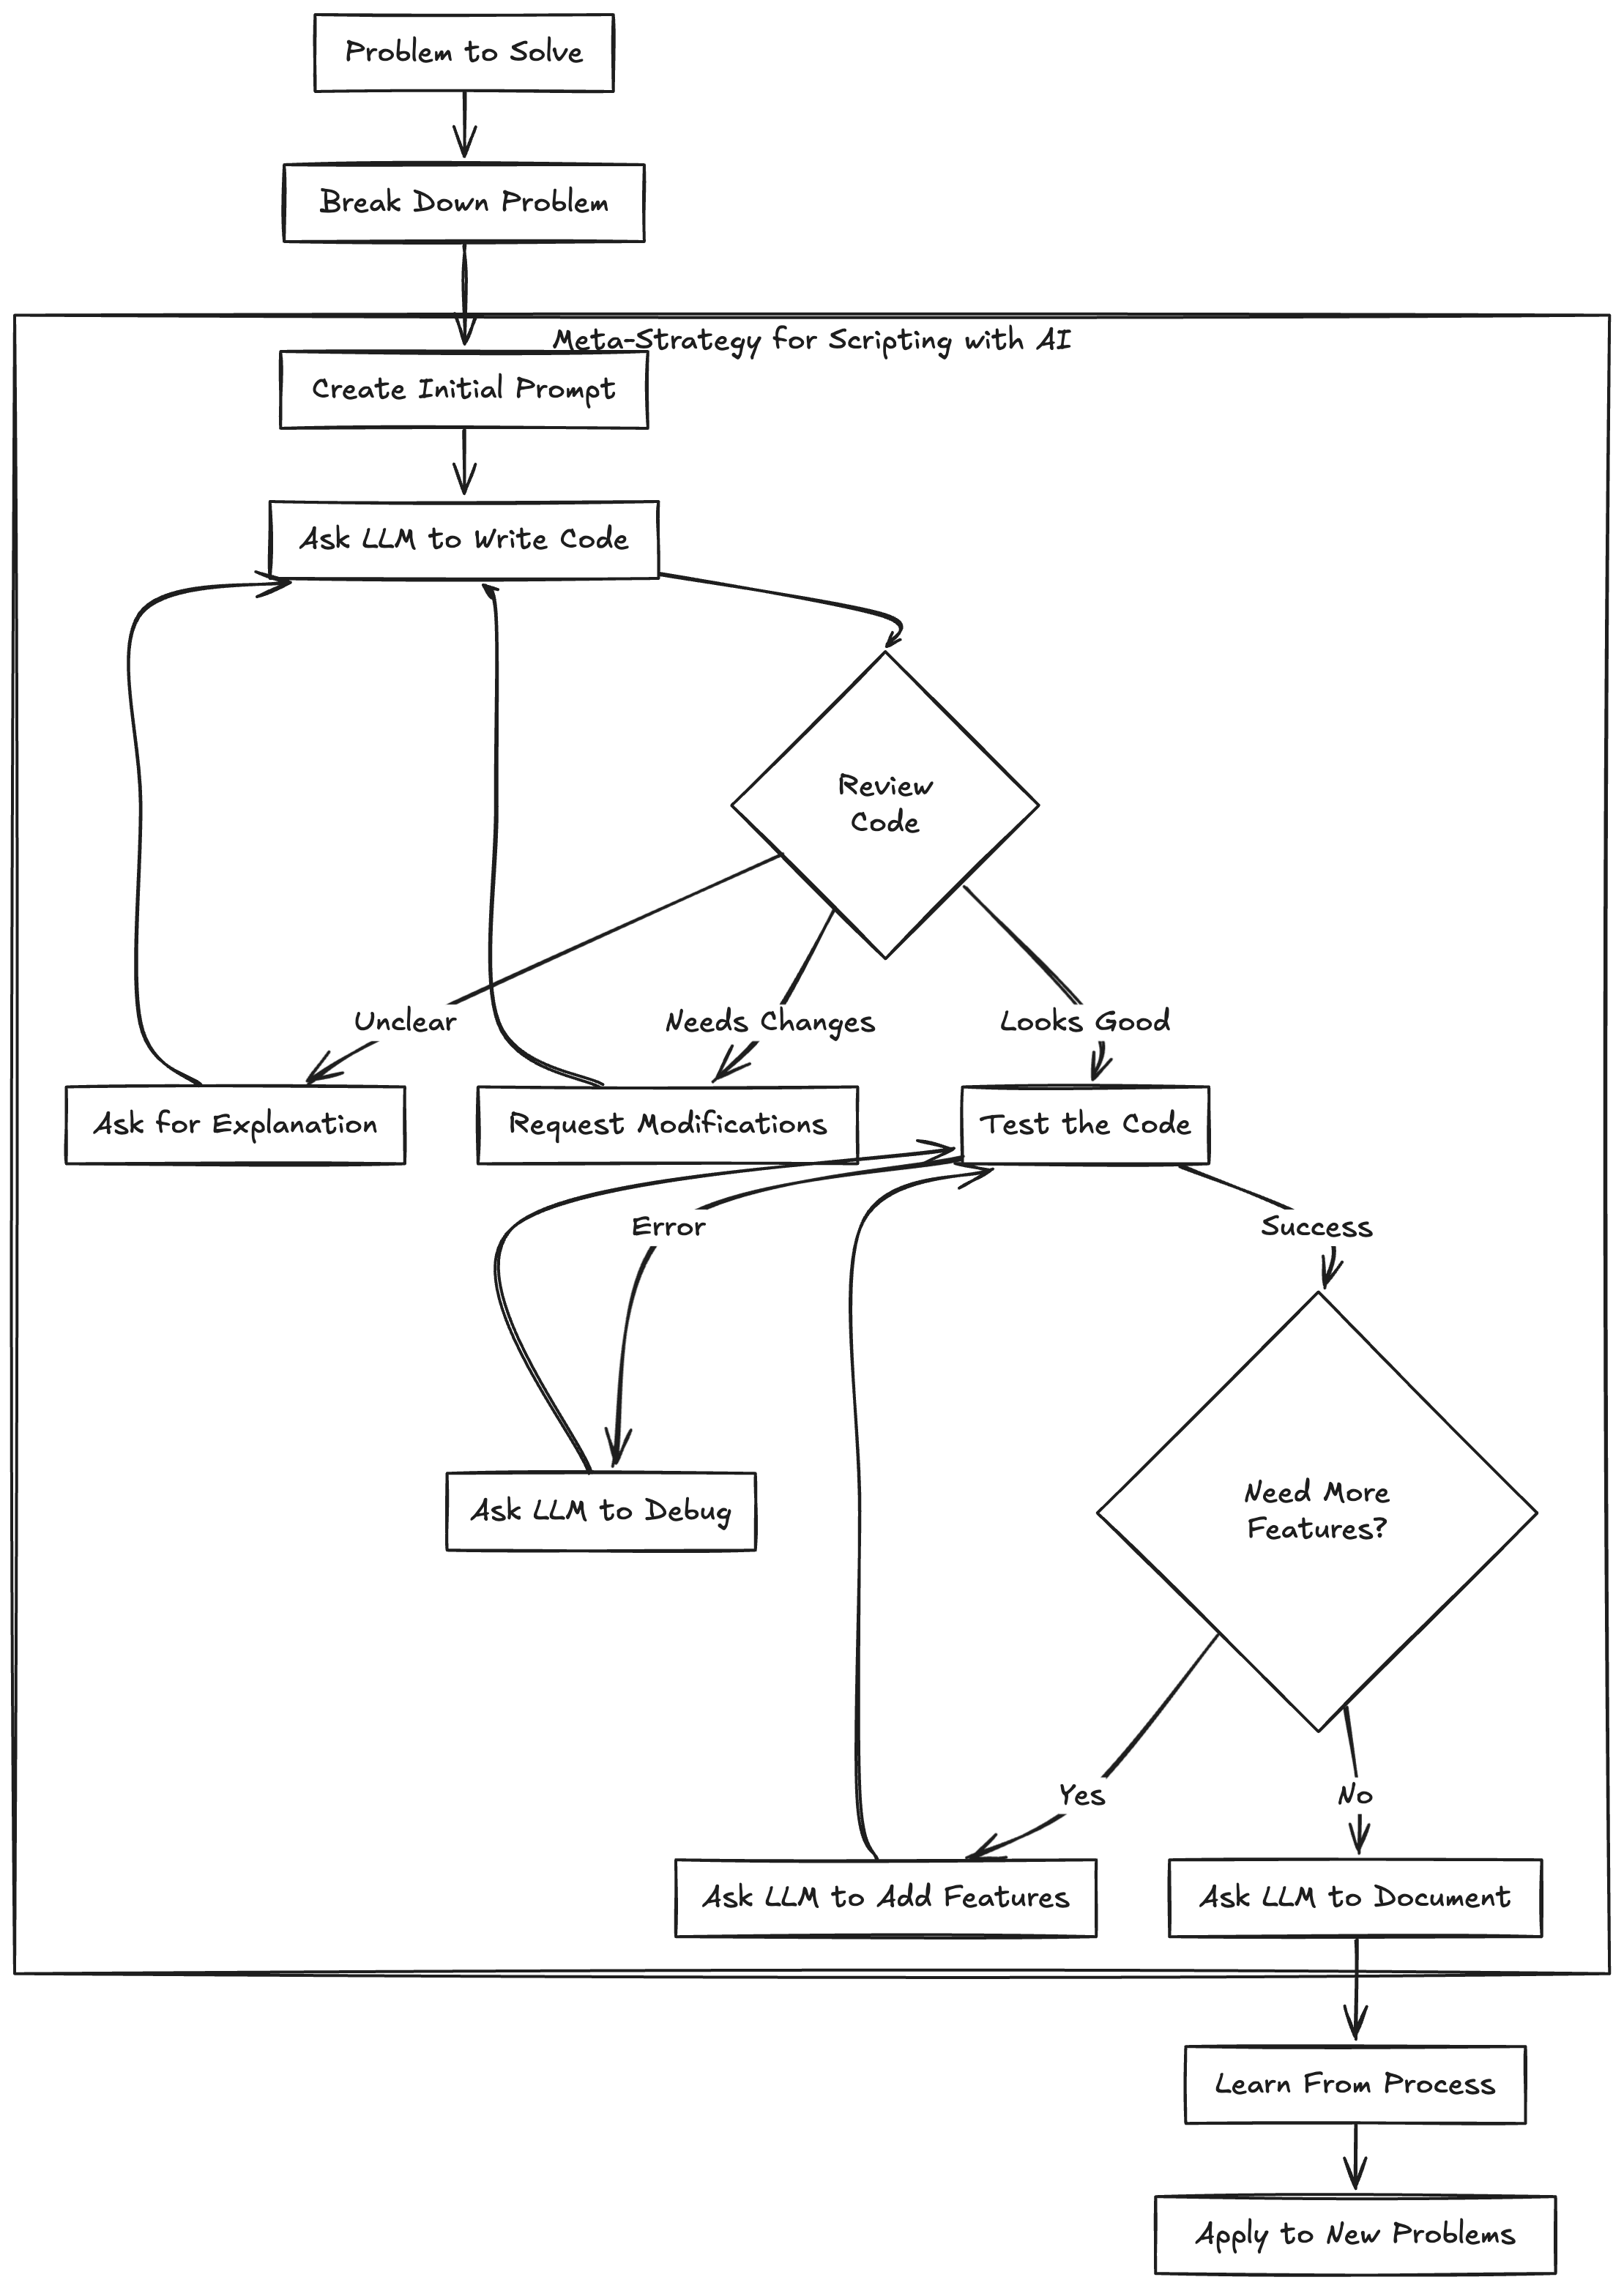 Problem to Solve
Break Down Problem
Meta-Strategy for Scripting with AI
Create Initial Prompt
Ask LLM to Write Code
Review
Code
Unclear
Needs Changes
Looks Good
Ask for Explanation
Request Modifications
Test the Code
Error
Success
Ask LLM to Debug
Need More
Features?
Yes
No
Ask LLM to Add Features
Ask LLM to Document
Learn From Process
Apply to New Problems